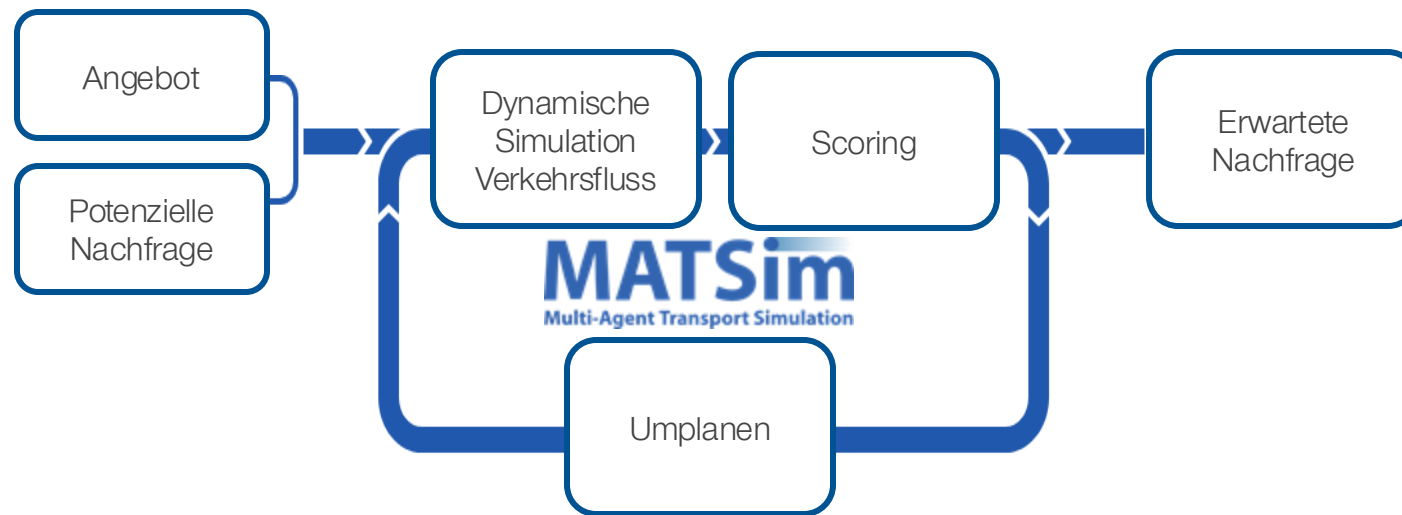 Angebot
Potenzielle
Nachfrage
Dynamische
Simulation
Verkehrsfluss
Scoring
Erwartete
Nachfrage
MATSim
Multi-Agent Transport Simulation
Umplanen